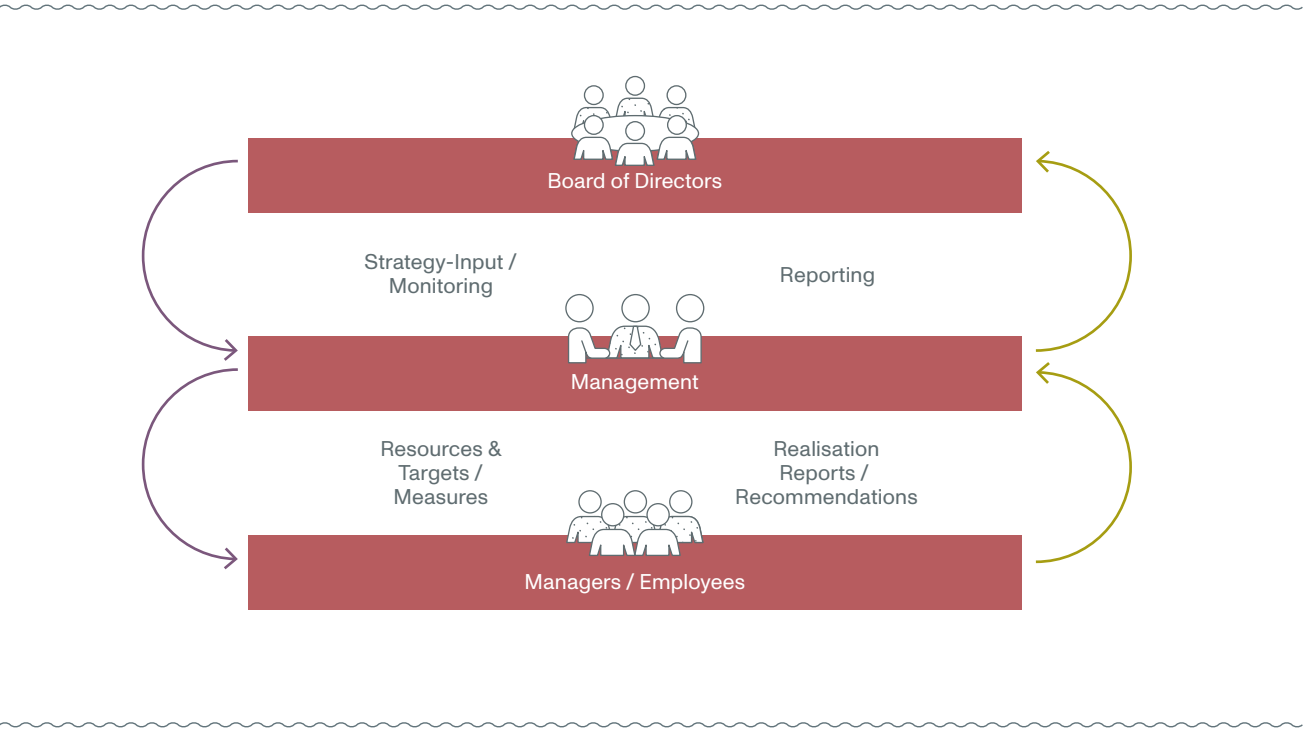 Board of Directors
Strategy-Input /
Monitoring
Reporting
Management
Resources &
Targets /
Measures
Realisation
Reports /
Recommendations
Managers / Employees